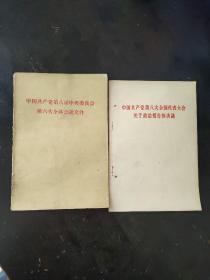 中国共产党第八届中央委员会
第六次全体会议文件
中国共产党第八次全国代表大会
关于政治报告的决议